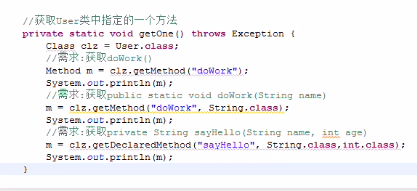 //获取User类中指定的一个方法
private static void getOne() throws Exception {
Class clz = User.class;
//需求:获取doWork()
Method m = clz.getMethod("doWork");
System.out.println(m);
//需求:获取public static void doWork(String name)
m = clz.getMethod("doWork", String.class);
System.out.println(m);
//需求:获取private String sayHello(String name, int age)
m = clz.getDeclaredMethod("sayHello", String.class,int.class);
System.out.println(m);
}